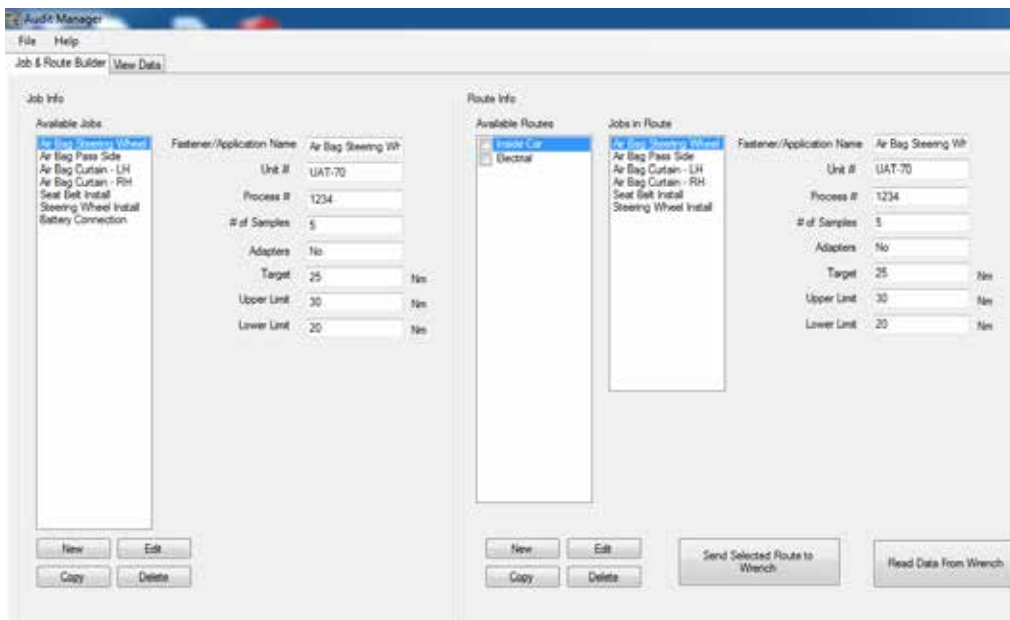 Audit Manager
File Help
Job & Route Builder View Data
Job Info
Available Jobs
Air Bag Steering Wheel
Air Bag Pass Side
Air Bag Curtain - LH
Air Bag Curtain - RH
Seat Belt Install
Steering Wheel Install
Battery Connection
Fastener/Application Name Air Bag Steering Wh
Unit # UAT-70
Process # 1234
# of Samples 5
Adapters No
Target 25 Nm
Upper Limit 30 Nm
Lower Limit 20 Nm
New Edit
Copy Delete
Route Info
Available Routes
Inside Car
Electrial
Jobs in Route
Air Bag Steering Wheel
Air Bag Pass Side
Air Bag Curtain - LH
Air Bag Curtain - RH
Seat Belt Install
Steering Wheel Install
Fastener/Application Name Air Bag Steering Wh
Unit # UAT-70
Process # 1234
# of Samples 5
Adapters No
Target 25 Nm
Upper Limit 30 Nm
Lower Limit 20 Nm
New Edit
Copy Delete
Send Selected Route to
Wrench
Read Data From Wrench